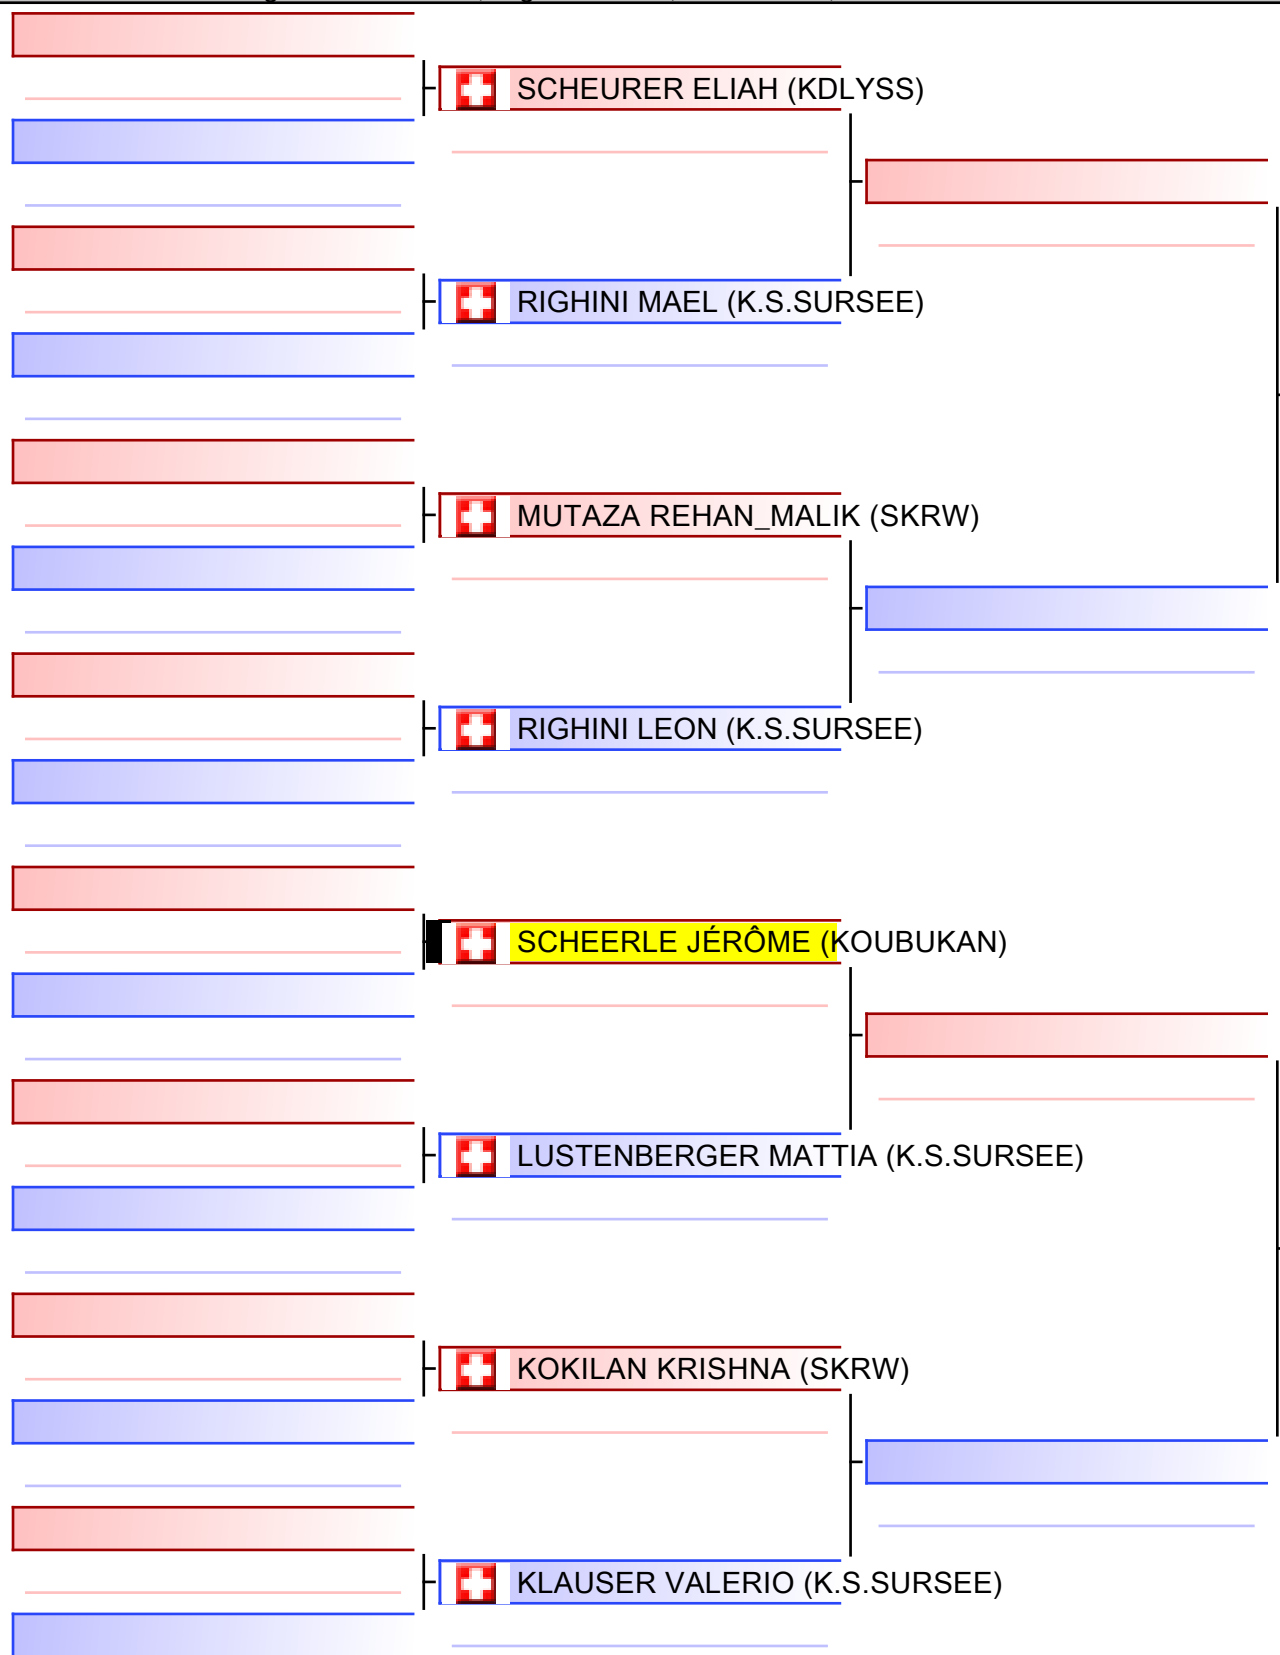 SCHEURER ELIAH (KDLYSS)
RIGHINI MAEL (K.S.SURSEE)
MUTAZA REHAN_MALIK (SKRW)
RIGHINI LEON (K.S.SURSEE)
SCHEERLE JÉRÔME (KOUBUKAN)
LUSTENBERGER MATTIA (K.S.SURSEE)
KOKILAN KRISHNA (SKRW)
KLAUSER VALERIO (K.S.SURSEE)